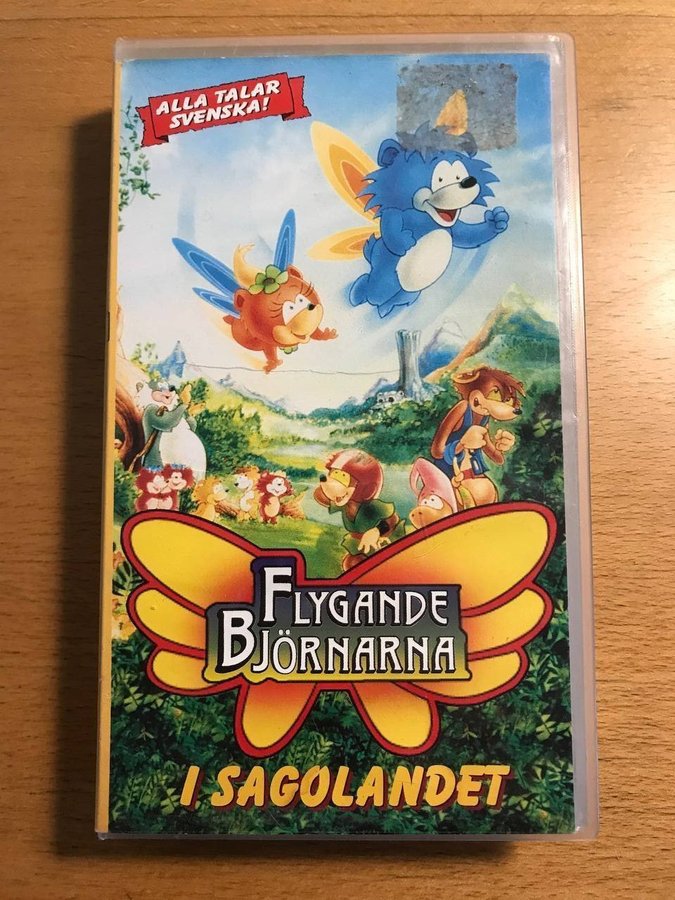 ALLA TALAR
SVENSKA!
FLYGANDE
BJÖRNARNA
I SAGOLANDET